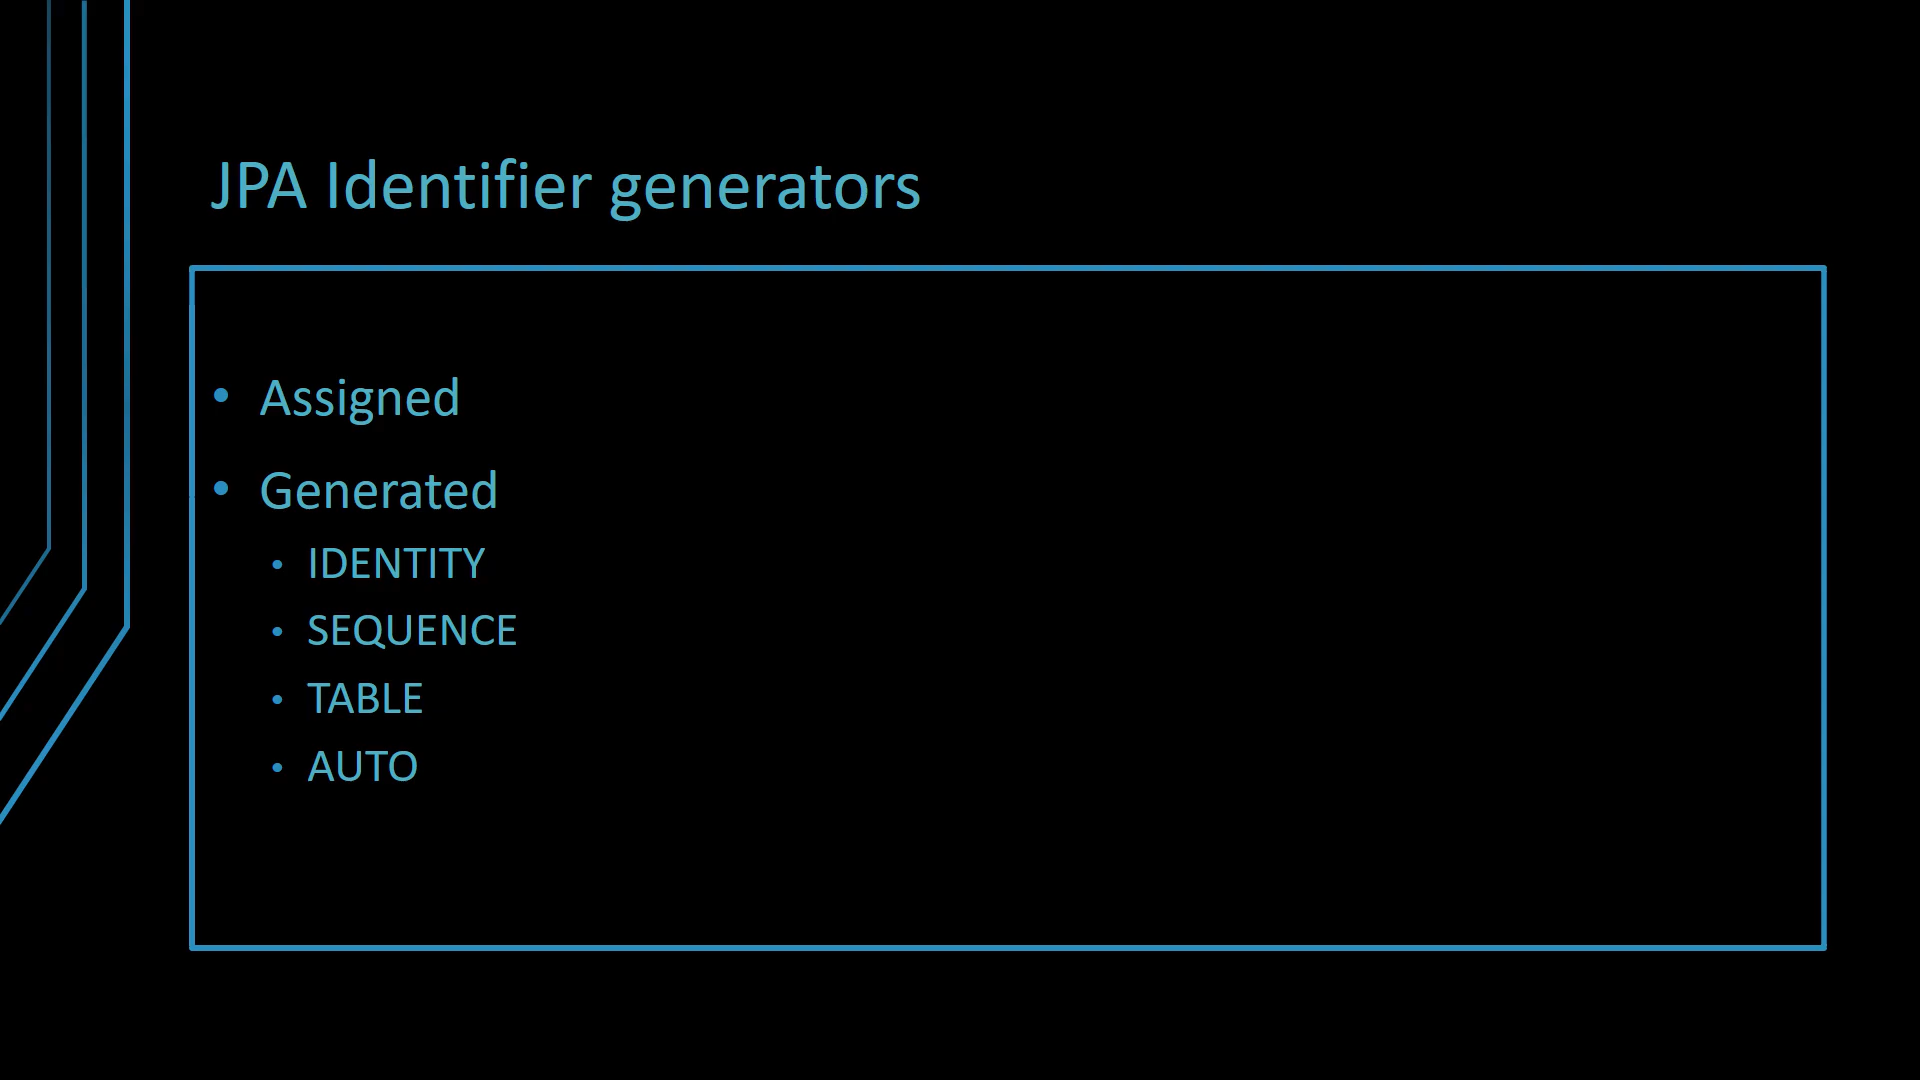 JPA Identifier generators
• Assigned
• Generated
• IDENTITY
• SEQUENCE
• TABLE
• AUTO